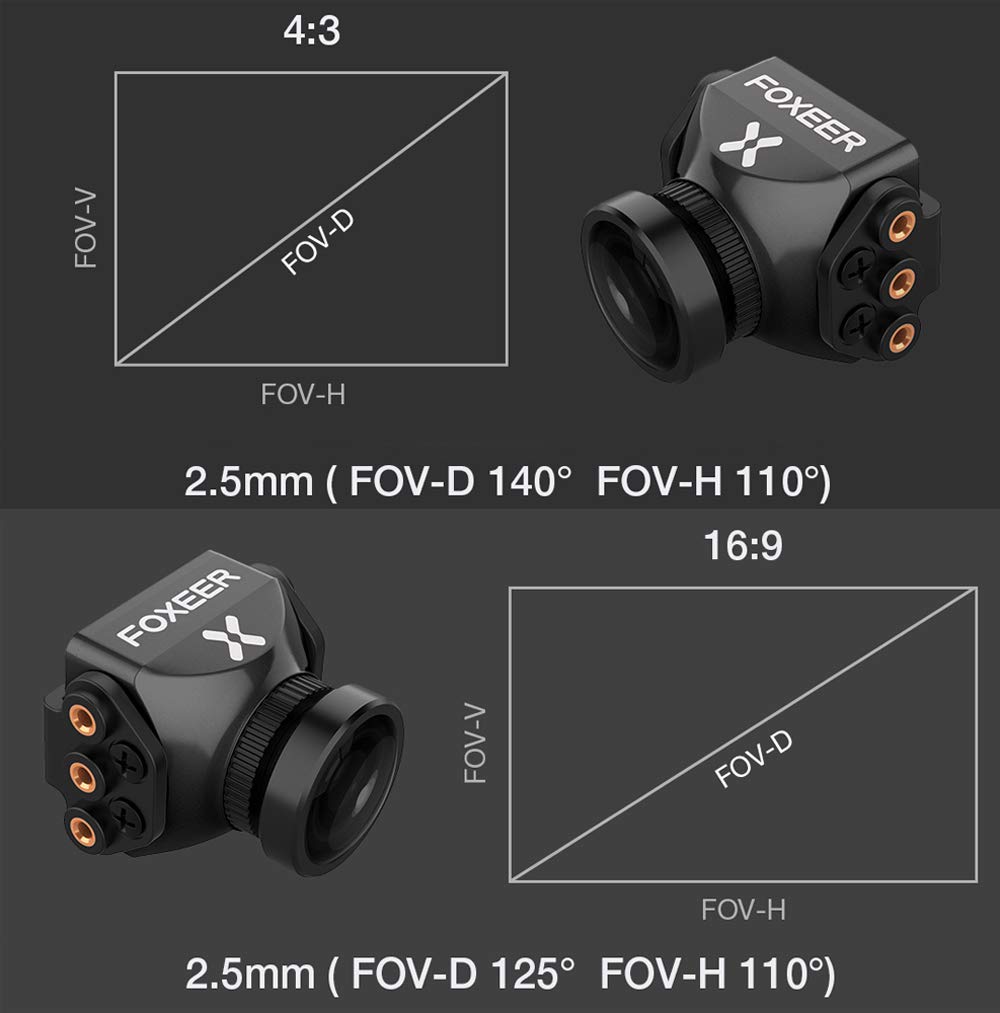 4:3
FOV-V
FOV-D
FOV-H
FOXEER
X
2.5mm ( FOV-D 140° FOV-H 110°)
16:9
FOXEER
X
FOV-V
FOV-D
FOV-H
2.5mm ( FOV-D 125° FOV-H 110°)